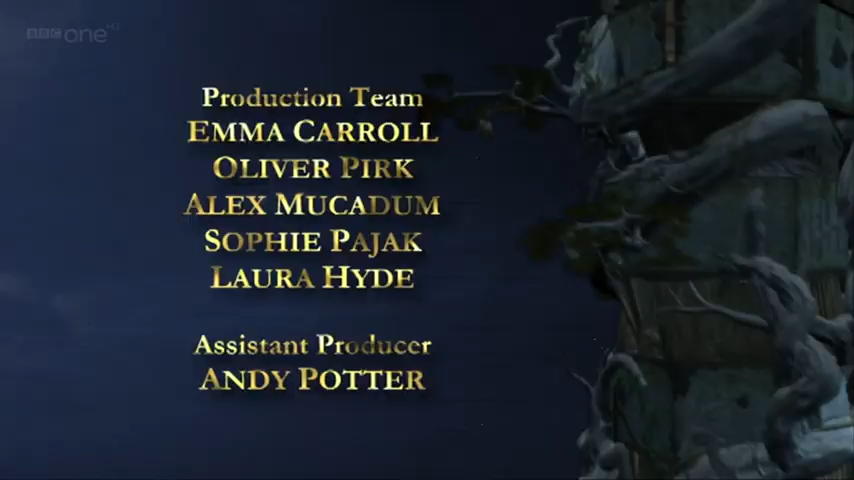 BBC one HD
Production Team
EMMA CARROLL
OLIVER PIRK
ALEX MUCADUM
SOPHIE PAJAK
LAURA HYDE
Assistant Producer
ANDY POTTER